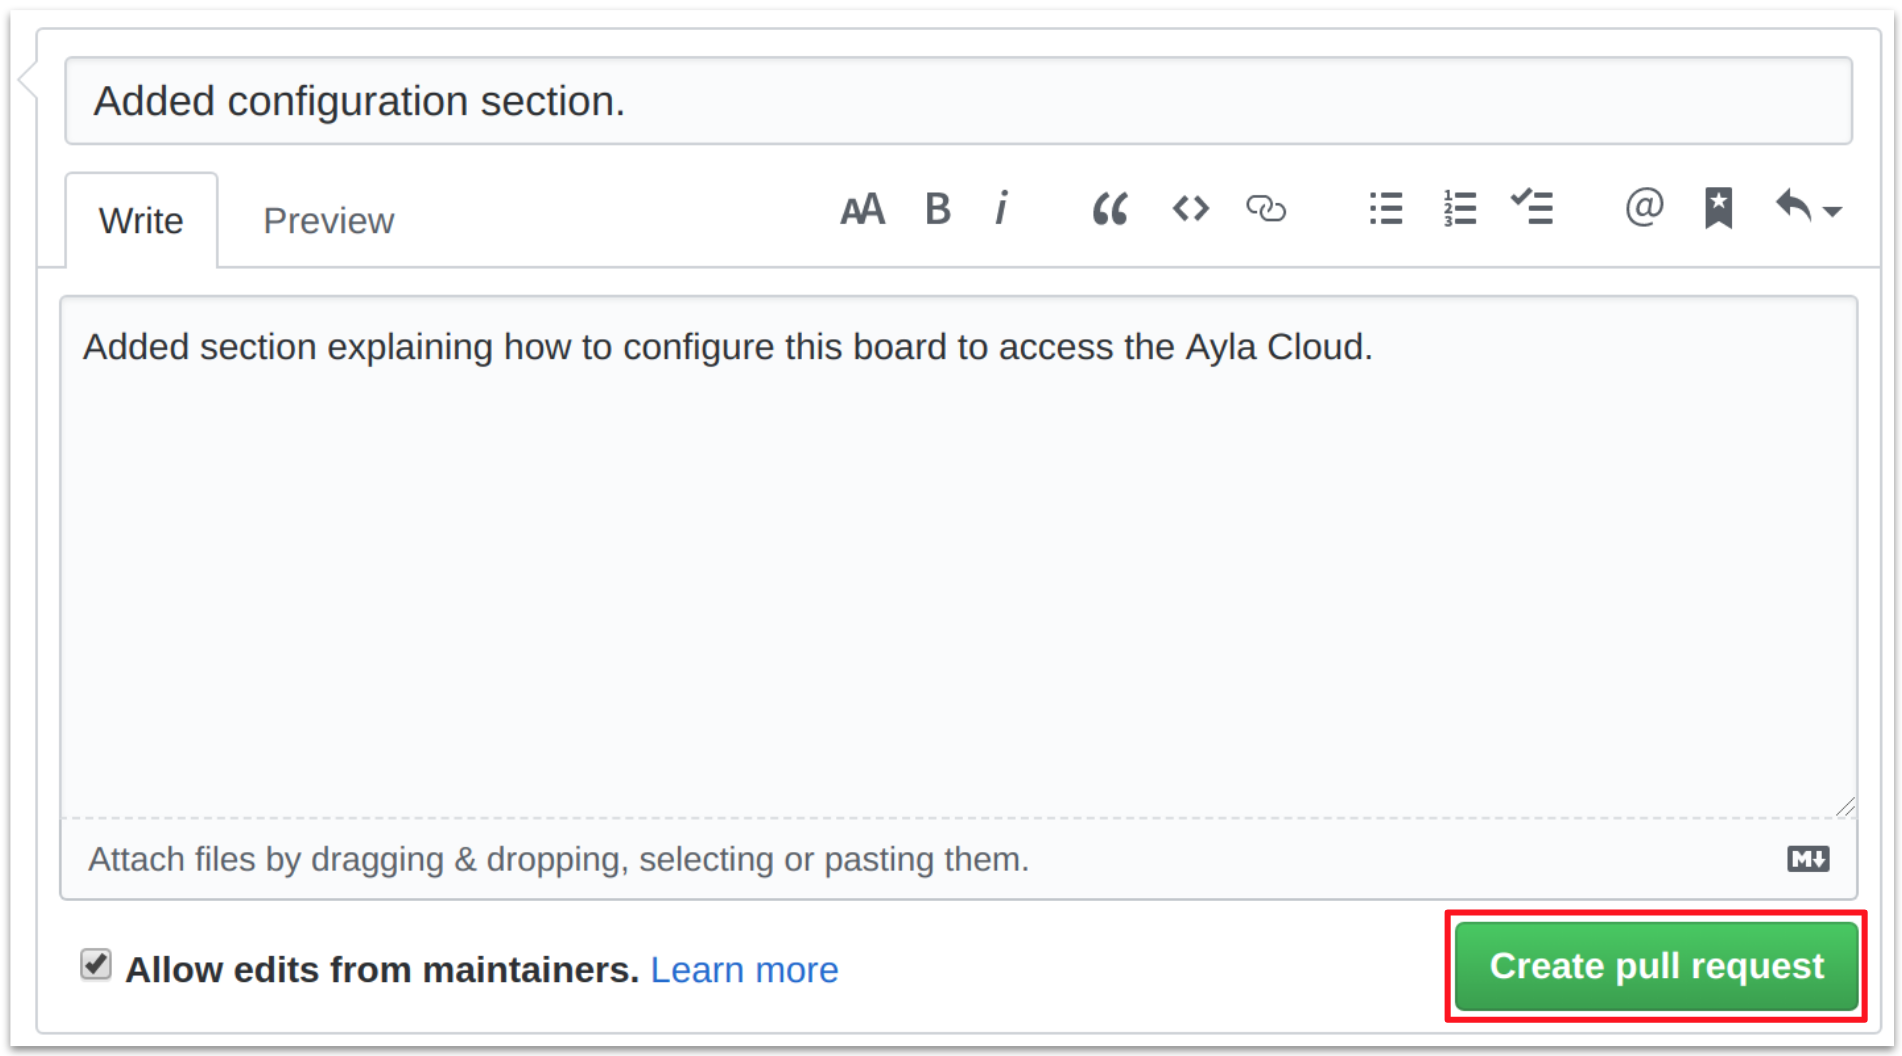 Added configuration section.
Write Preview AA B i
Added section explaining how to configure this board to access the Ayla Cloud.
Attach files by dragging & dropping, selecting or pasting them.
Allow edits from maintainers. Learn more
Create pull request